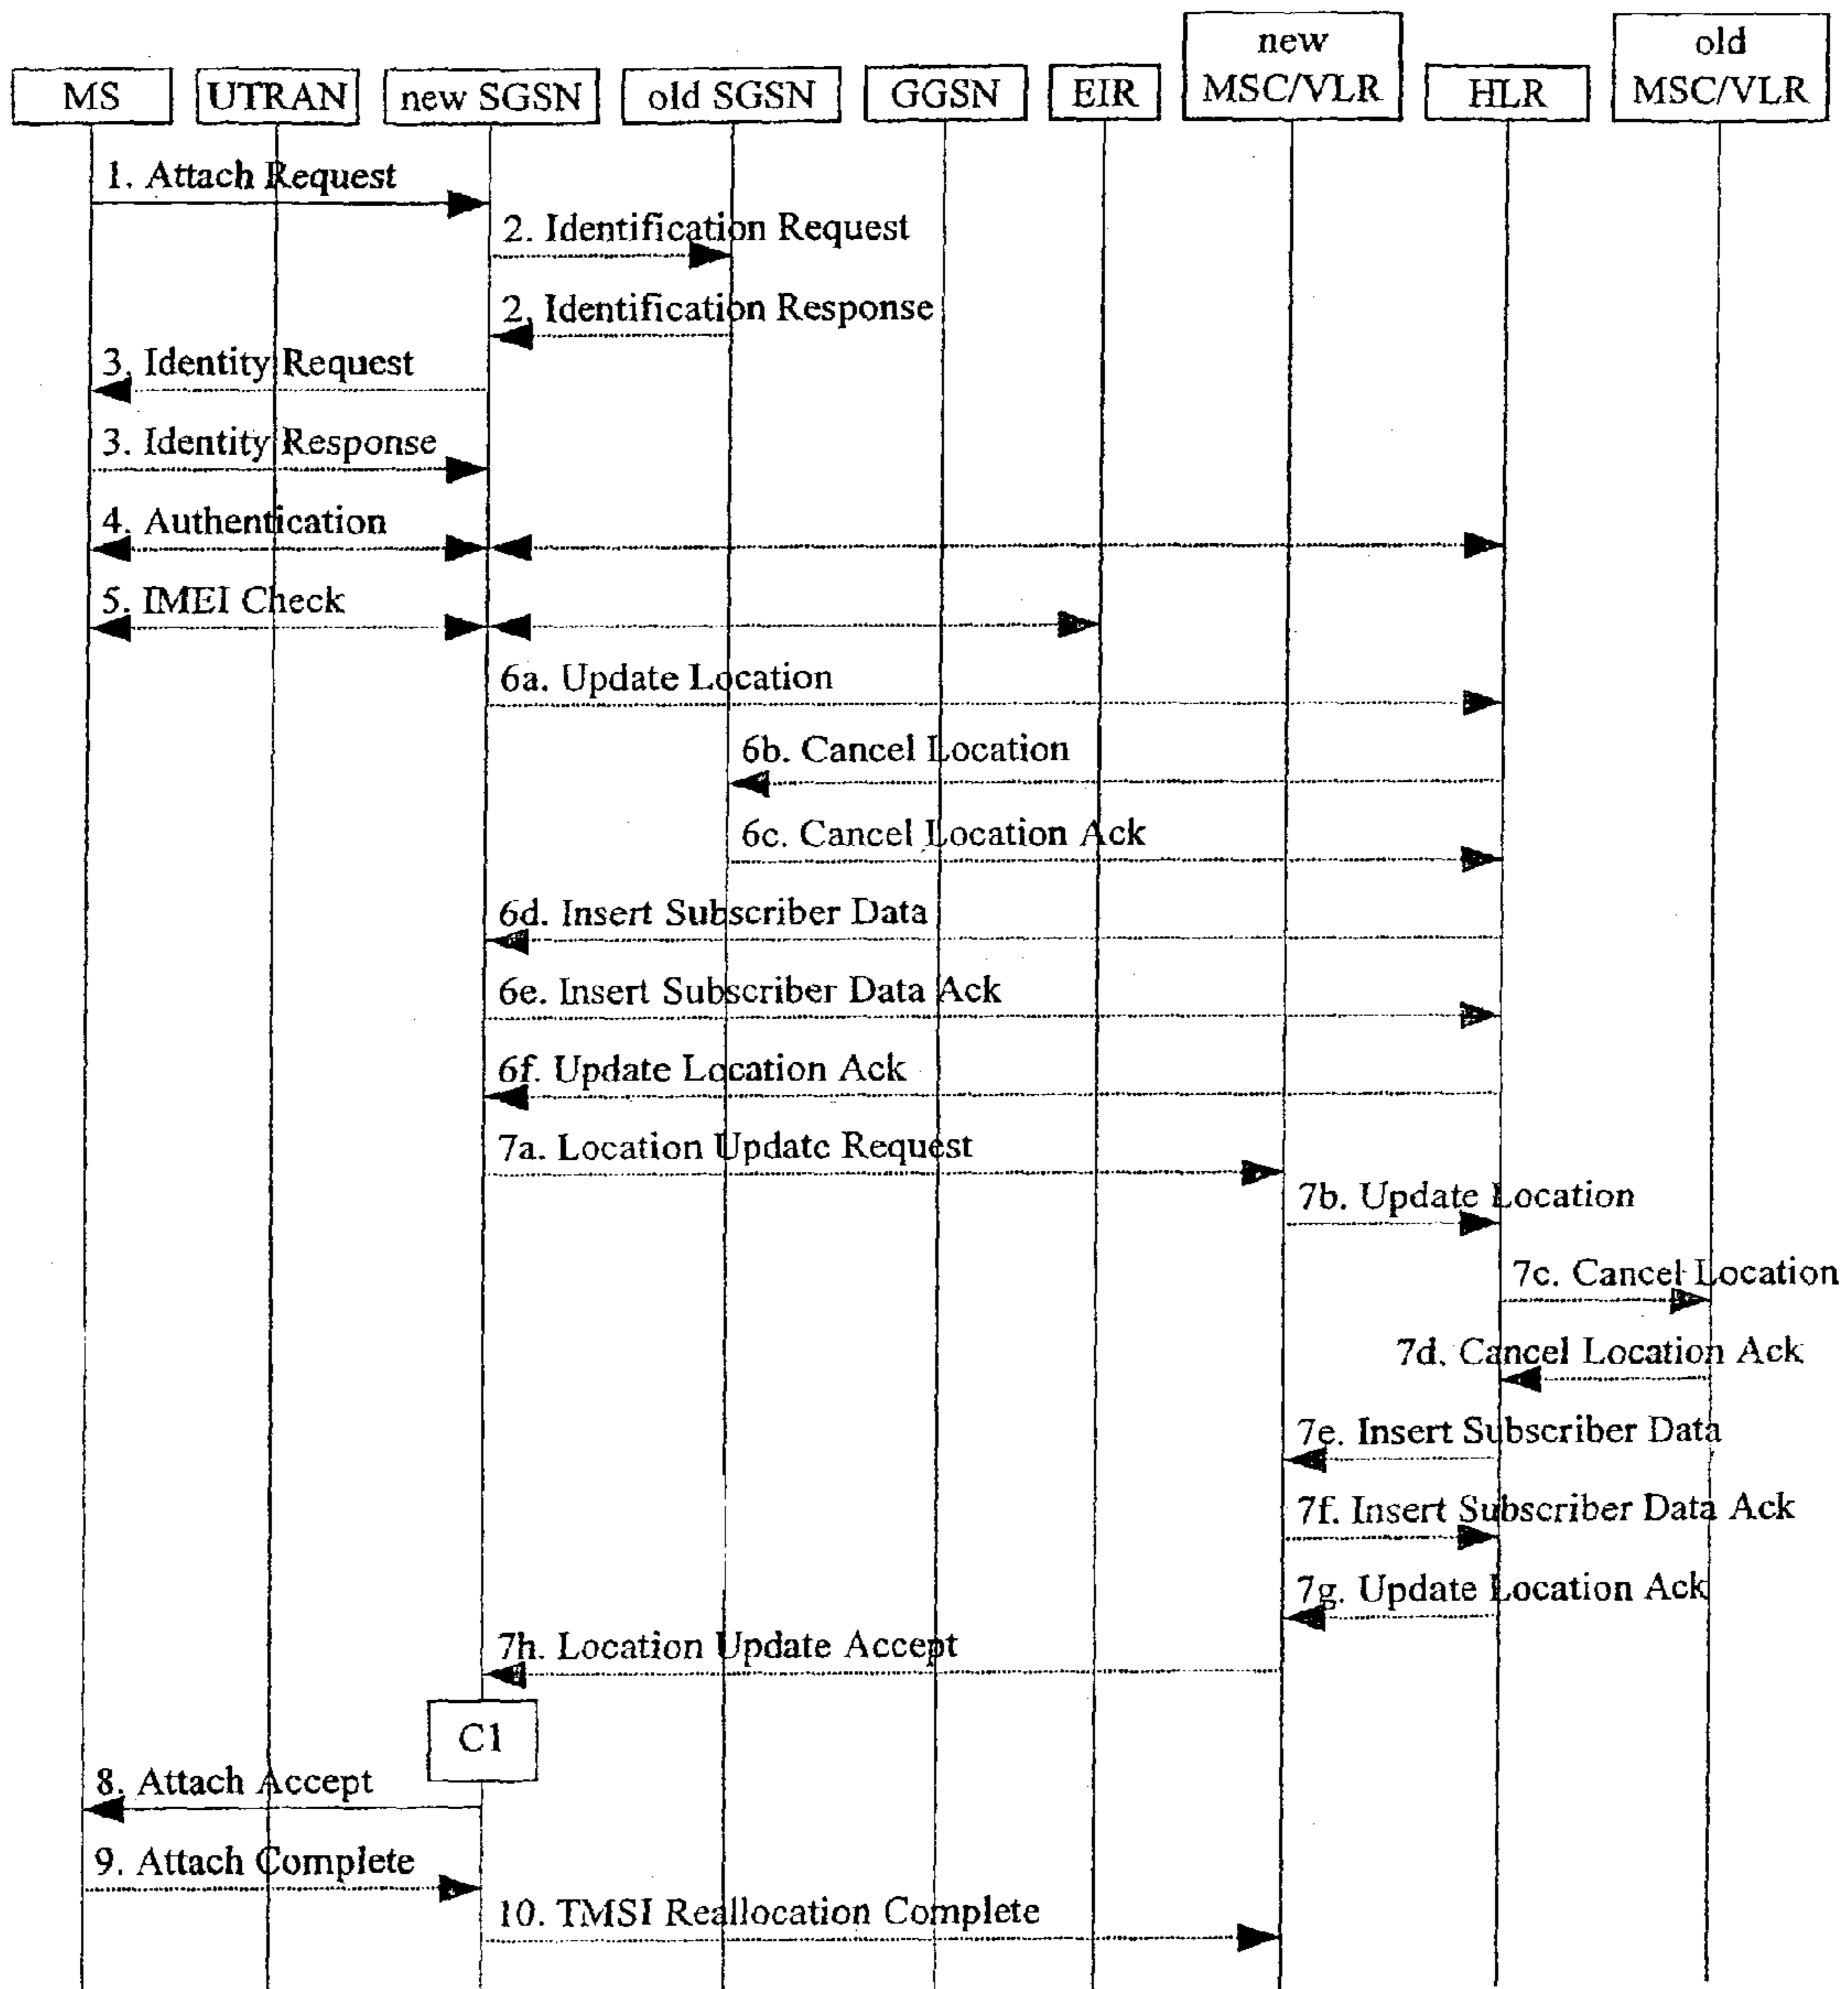 new
old
MS
UTRAN
new SGSN
old SGSN
GGSN
EIR
MSC/VLR
HLR
MSC/VLR
1. Attach Request
2. Identification Request
2. Identification Response
3. Identity Request
3. Identity Response
4. Authentication
5. IMEI Check
6a. Update Location
6b. Cancel Location
6c. Cancel Location Ack
6d. Insert Subscriber Data
6e. Insert Subscriber Data Ack
6f. Update Location Ack
7a. Location Update Request
7b. Update Location
7c. Cancel Location
7d. Cancel Location Ack
7e. Insert Subscriber Data
7f. Insert Subscriber Data Ack
7g. Update Location Ack
7h. Location Update Accept
C1
8. Attach Accept
9. Attach Complete
10. TMSI Reallocation Complete